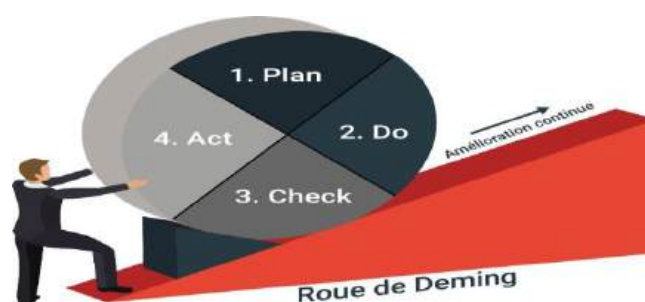 1. Plan
2. Do
3. Check
4. Act
Amélioration continue
Roue de Deming